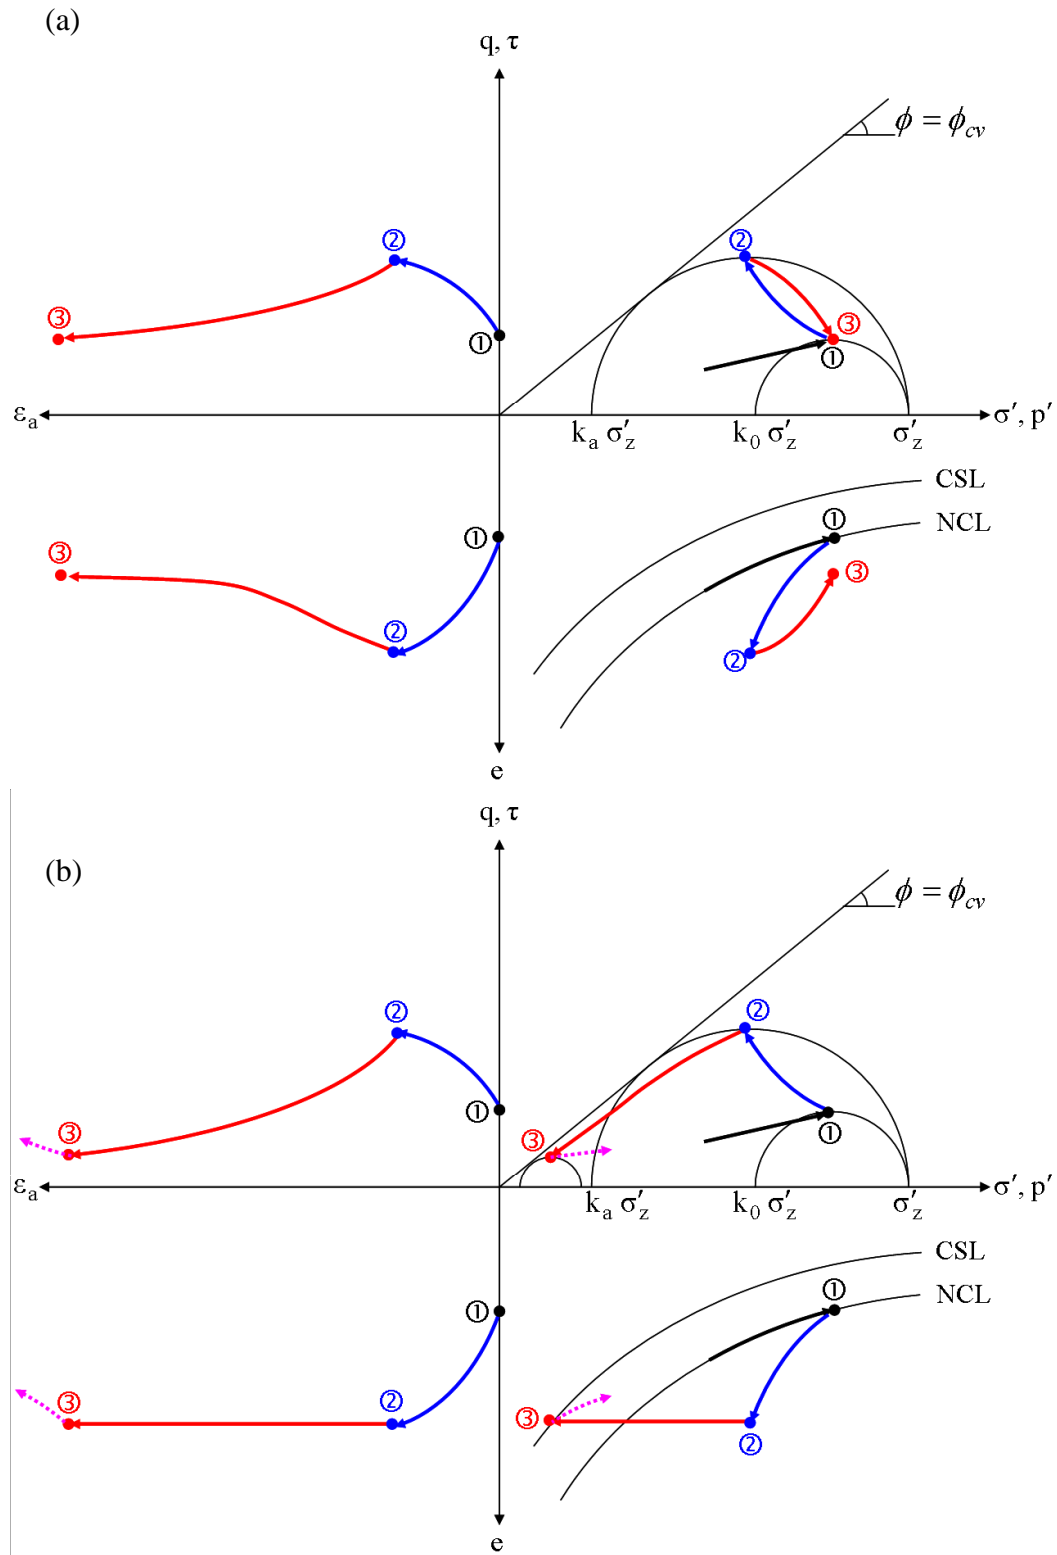 (a)
q, τ
ϕ = ϕcv
②
②
③
③
①
①
εa
ka σ′z
k0 σ′z
σ′z
σ′, p′
CSL
①
NCL
①
③
③
②
②
e
q, τ
(b)
ϕ = ϕcv
②
②
①
①
③
③
εa
ka σ′z
k0 σ′z
σ′z
σ′, p′
CSL
①
NCL
①
③
②
③
②
e